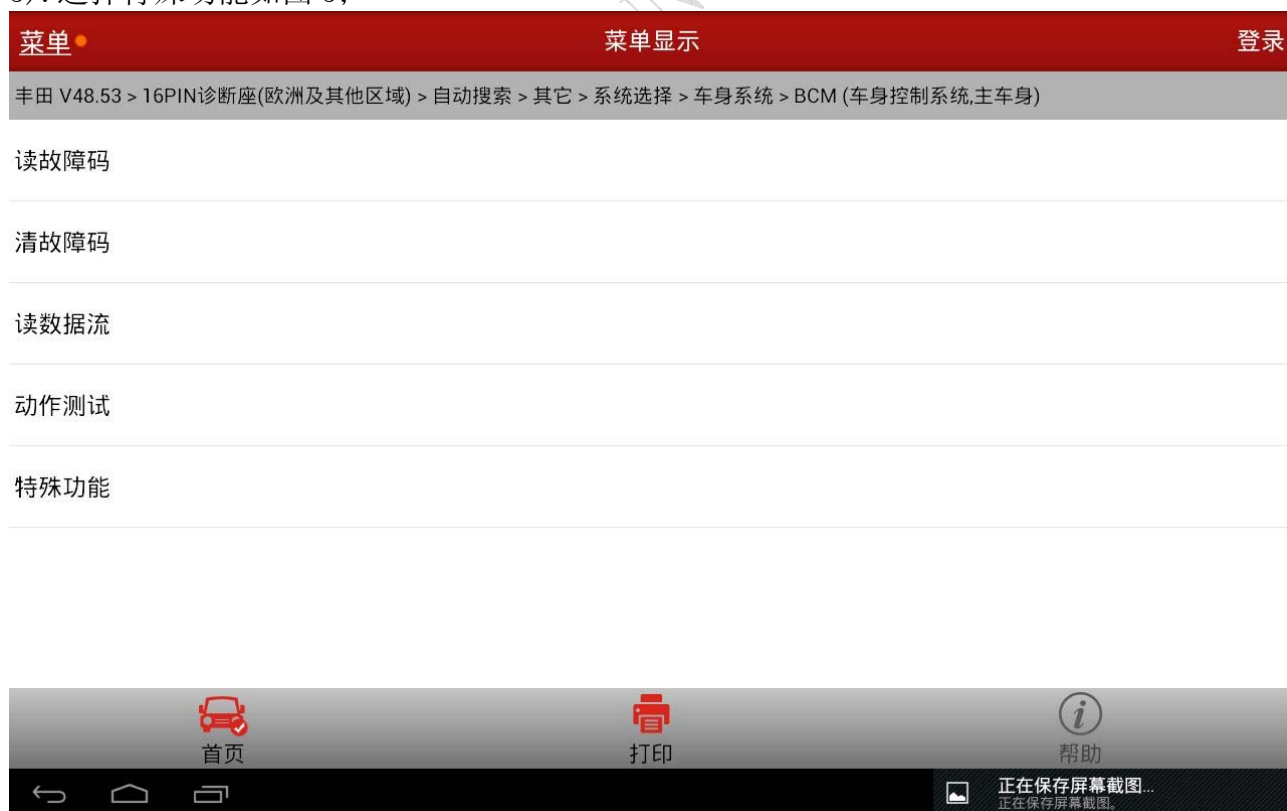 菜单
菜单显示
登录
丰田 V48.53 > 16PIN诊断座(欧洲及其他区域) > 自动搜索 > 其它 > 系统选择 > 车身系统 > BCM (车身控制系统,主车身)
读故障码
清故障码
读数据流
动作测试
特殊功能
首页
打印
帮助
正在保存屏幕截图...
正在保存屏幕截图。